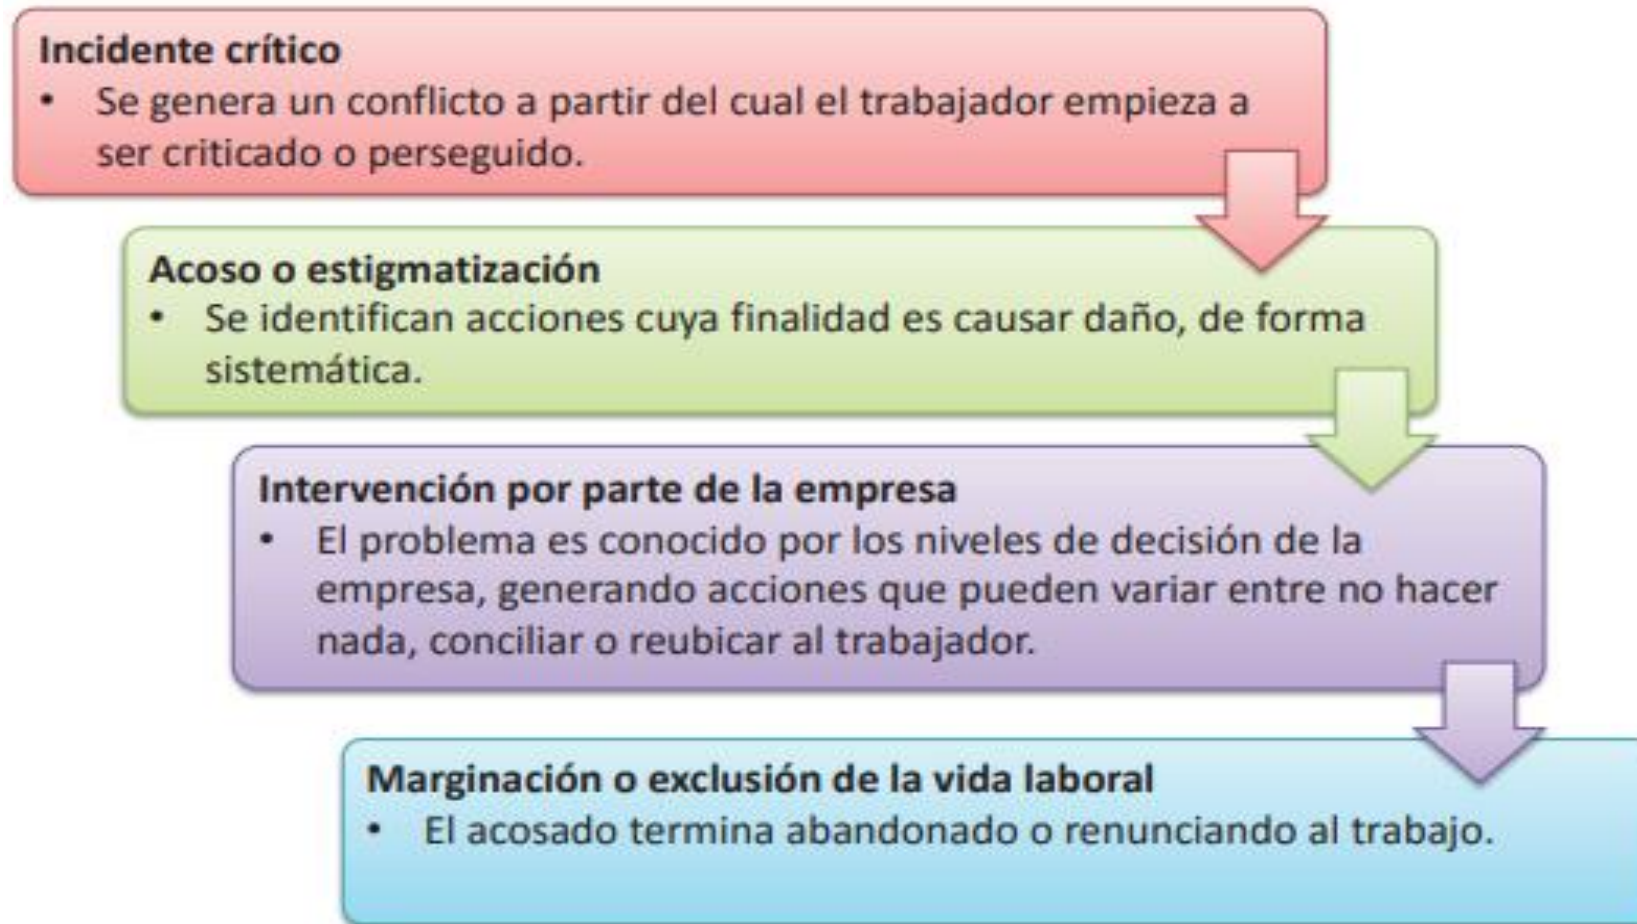 Incidente crítico
• Se genera un conflicto a partir del cual el trabajador empieza a
ser criticado o perseguido.
Acoso o estigmatización
• Se identifican acciones cuya finalidad es causar daño, de forma
sistemática.
Intervención por parte de la empresa
• El problema es conocido por los niveles de decisión de la
empresa, generando acciones que pueden variar entre no hacer
nada, conciliar o reubicar al trabajador.
Marginación o exclusión de la vida laboral
• El acosado termina abandonado o renunciando al trabajo.